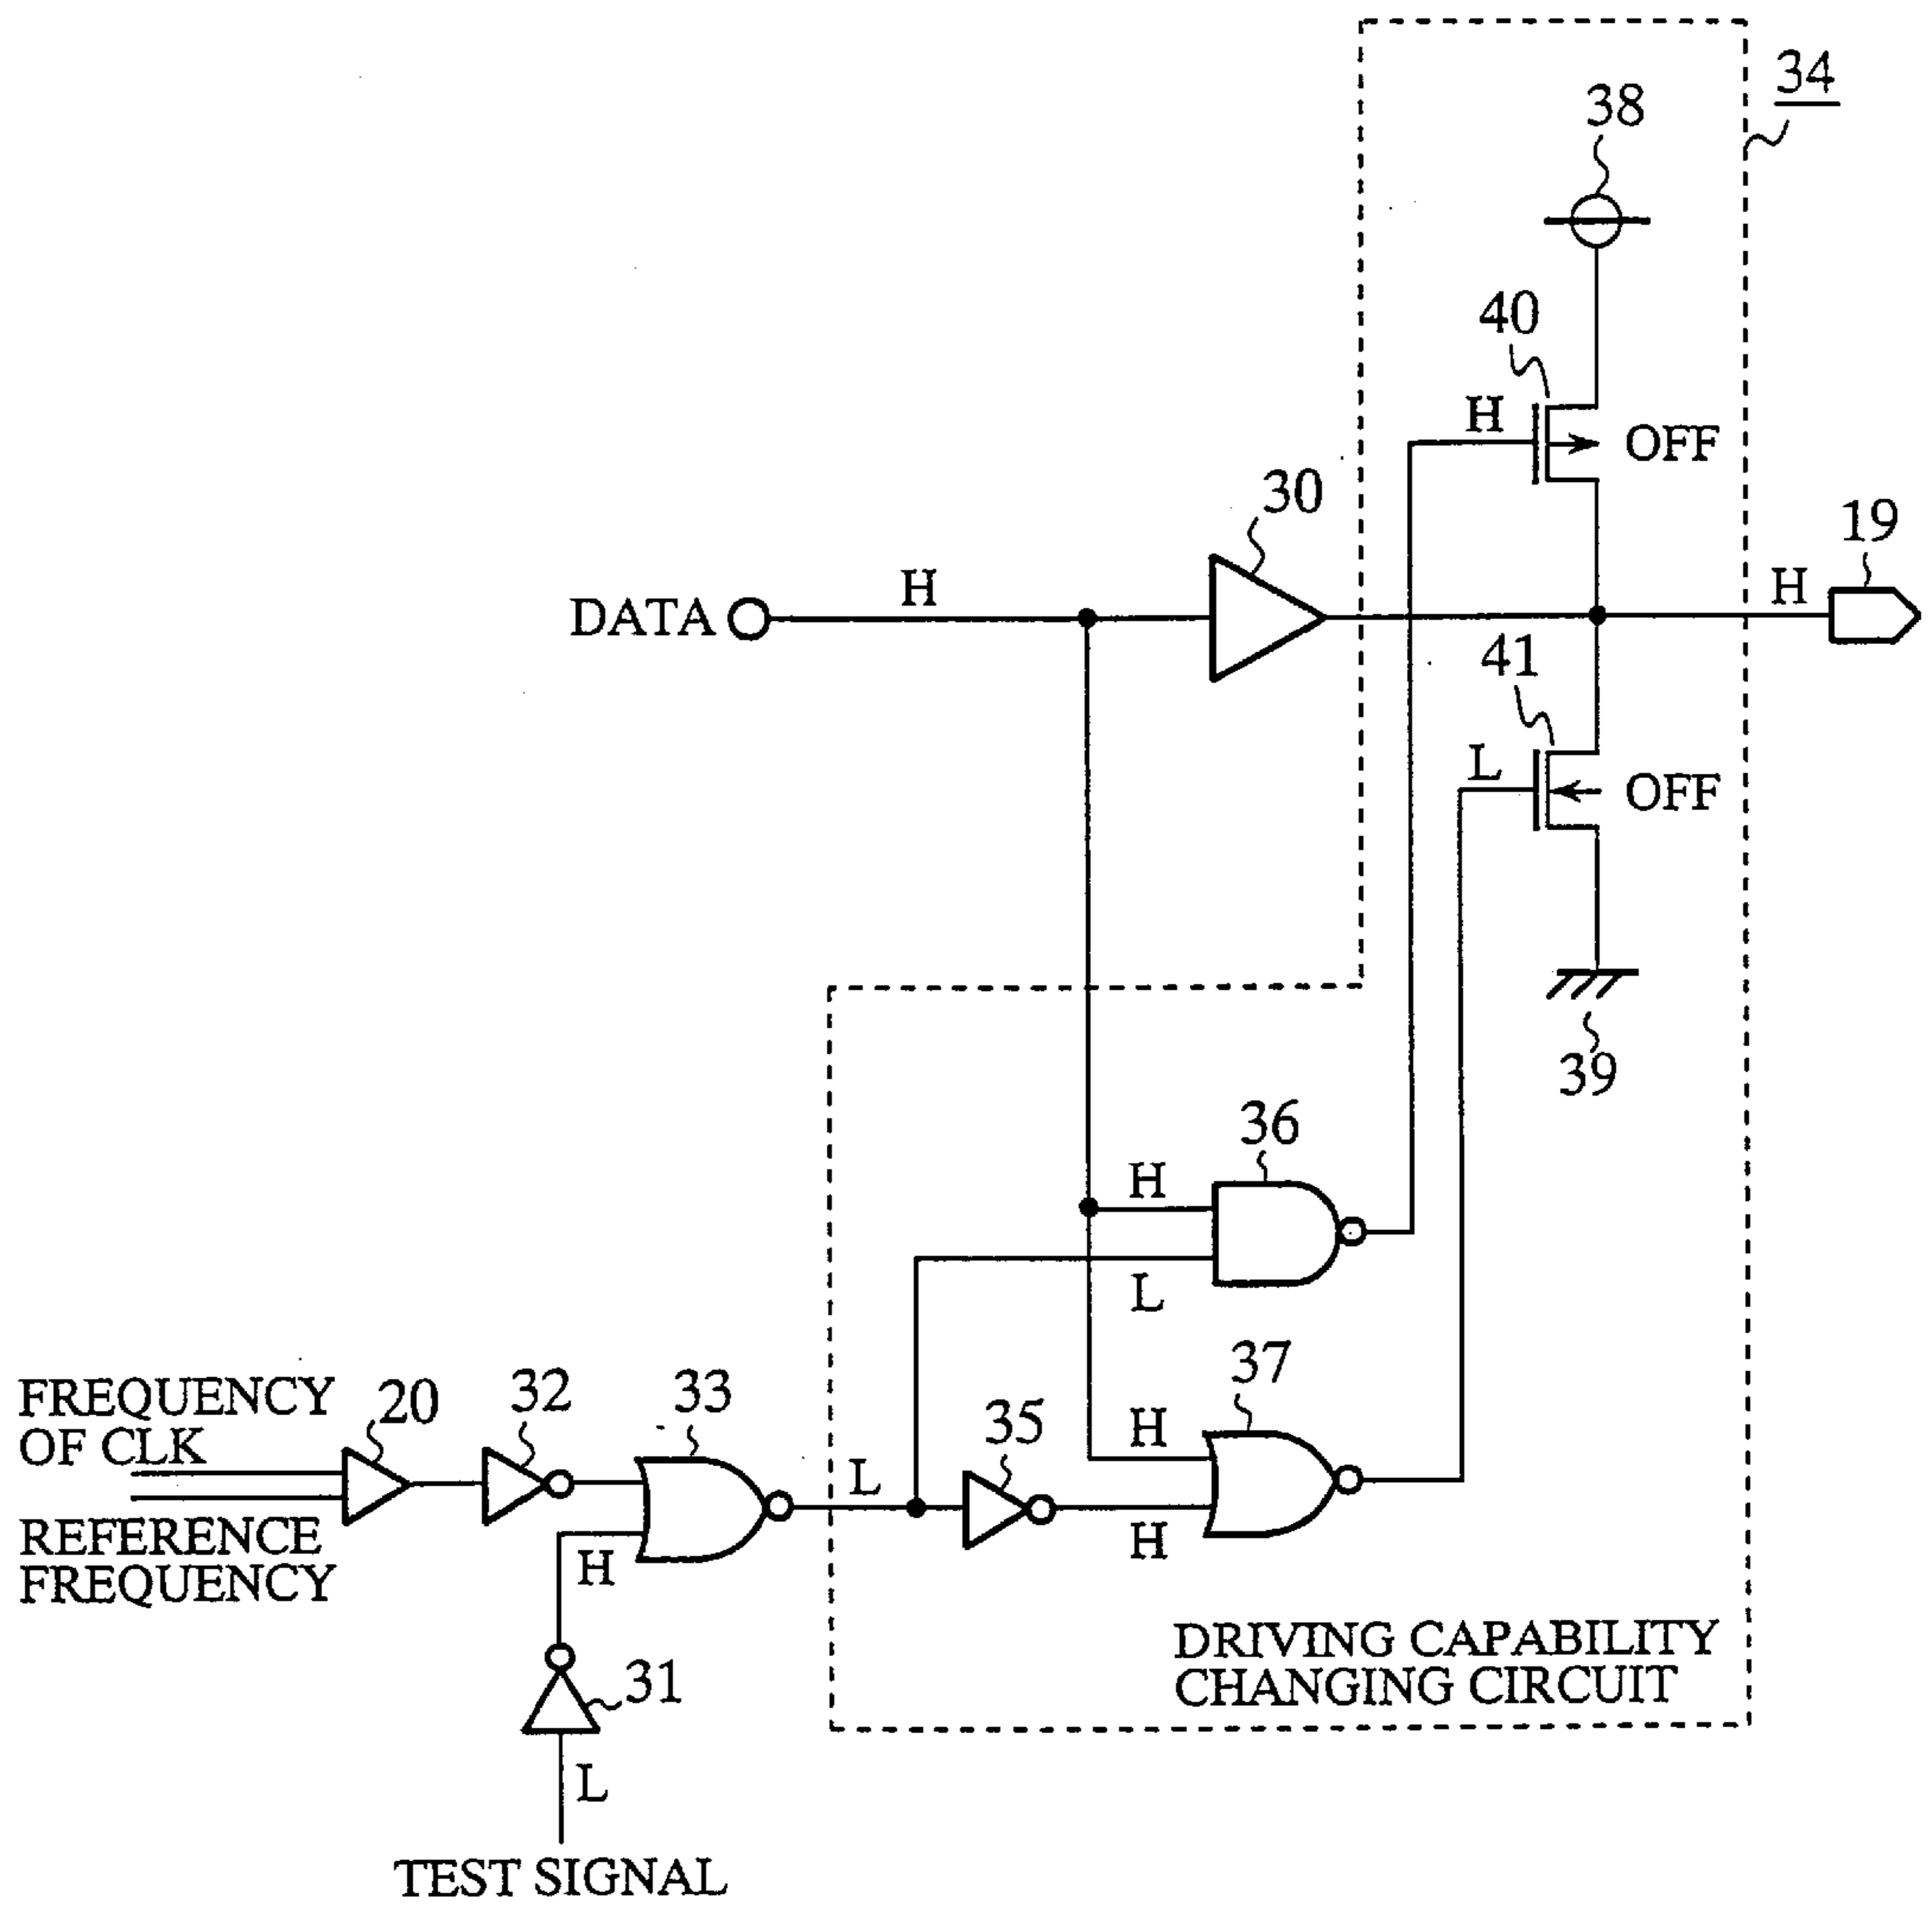 34
38
40
H
OFF
30
19
DATA
H
H
41
L
OFF
39
36
H
L
37
FREQUENCY
OF CLK
20
32
33
35
H
L
REFERENCE
FREQUENCY
H
H
31
DRIVING CAPABILITY
CHANGING CIRCUIT
L
TEST SIGNAL